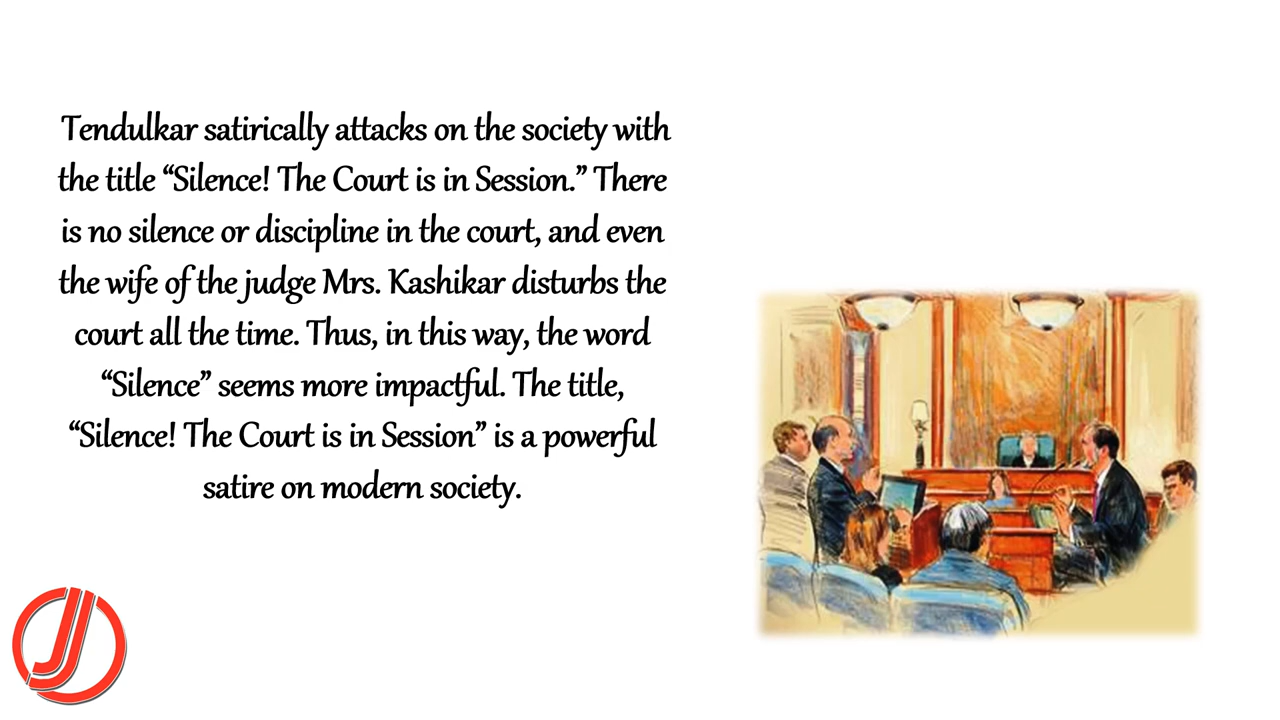 Tendulkar satirically attacks on the society with
the title “Silence! The Court is in Session.” There
is no silence or discipline in the court, and even
the wife of the judge Mrs. Kashikar disturbs the
court all the time. Thus, in this way, the word
“Silence” seems more impactful. The title,
“Silence! The Court is in Session” is a powerful
satire on modern society.